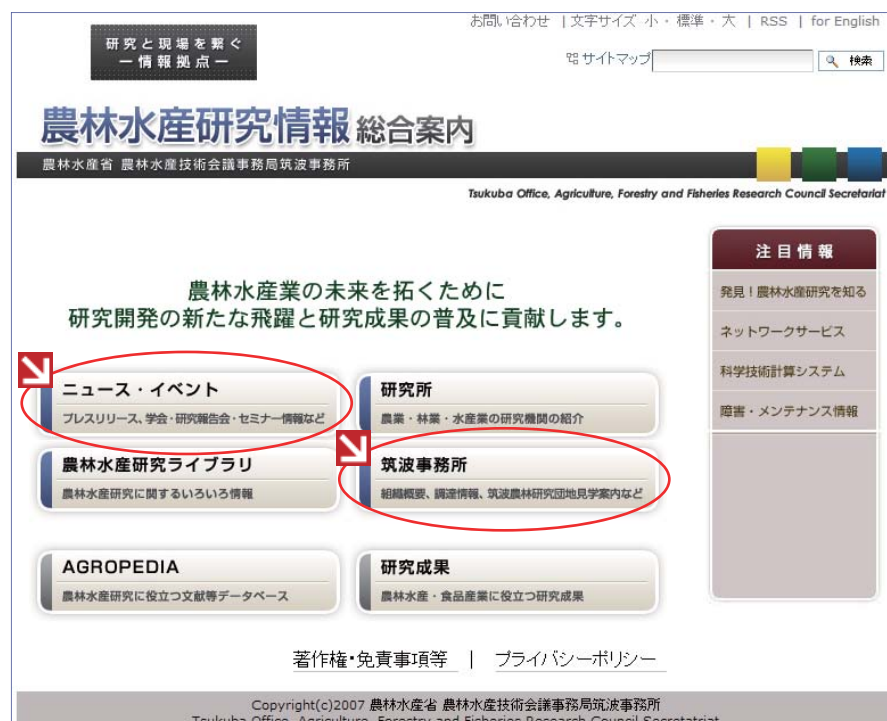 お問い合わせ | 文字サイズ 小・標準・大 | RSS | for English
研究と現場を繋ぐ
ー情報拠点ー
サイトマップ 検索
農林水産研究情報総合案内
農林水産省 農林水産技術会議事務局筑波事務所
Tsukuba Office, Agriculture, Forestry and Fisheries Research Council Secretariat
注目情報
発見!農林水産研究を知る
ネットワークサービス
科学技術計算システム
障害・メンテナンス情報
農林水産業の未来を拓くために
研究開発の新たな飛躍と研究成果の普及に貢献します。
ニュース・イベント
プレスリリース、学会・研究報告会・セミナー情報など
研究所
農業・林業・水産業の研究機関の紹介
農林水産研究ライブラリ
農林水産研究に関するいろいろ情報
筑波事務所
組織概要、調達情報、筑波農林研究団地見学案内など
AGROPEDIA
農林水産研究に役立つ文献等データベース
研究成果
農林水産・食品産業に役立つ研究成果
著作権・免責事項等 | プライバシーポリシー
Copyright(c)2007 農林水産省 農林水産技術会議事務局筑波事務所
Tsukuba Office, Agriculture, Forestry and Fisheries Research Council Secretatriat